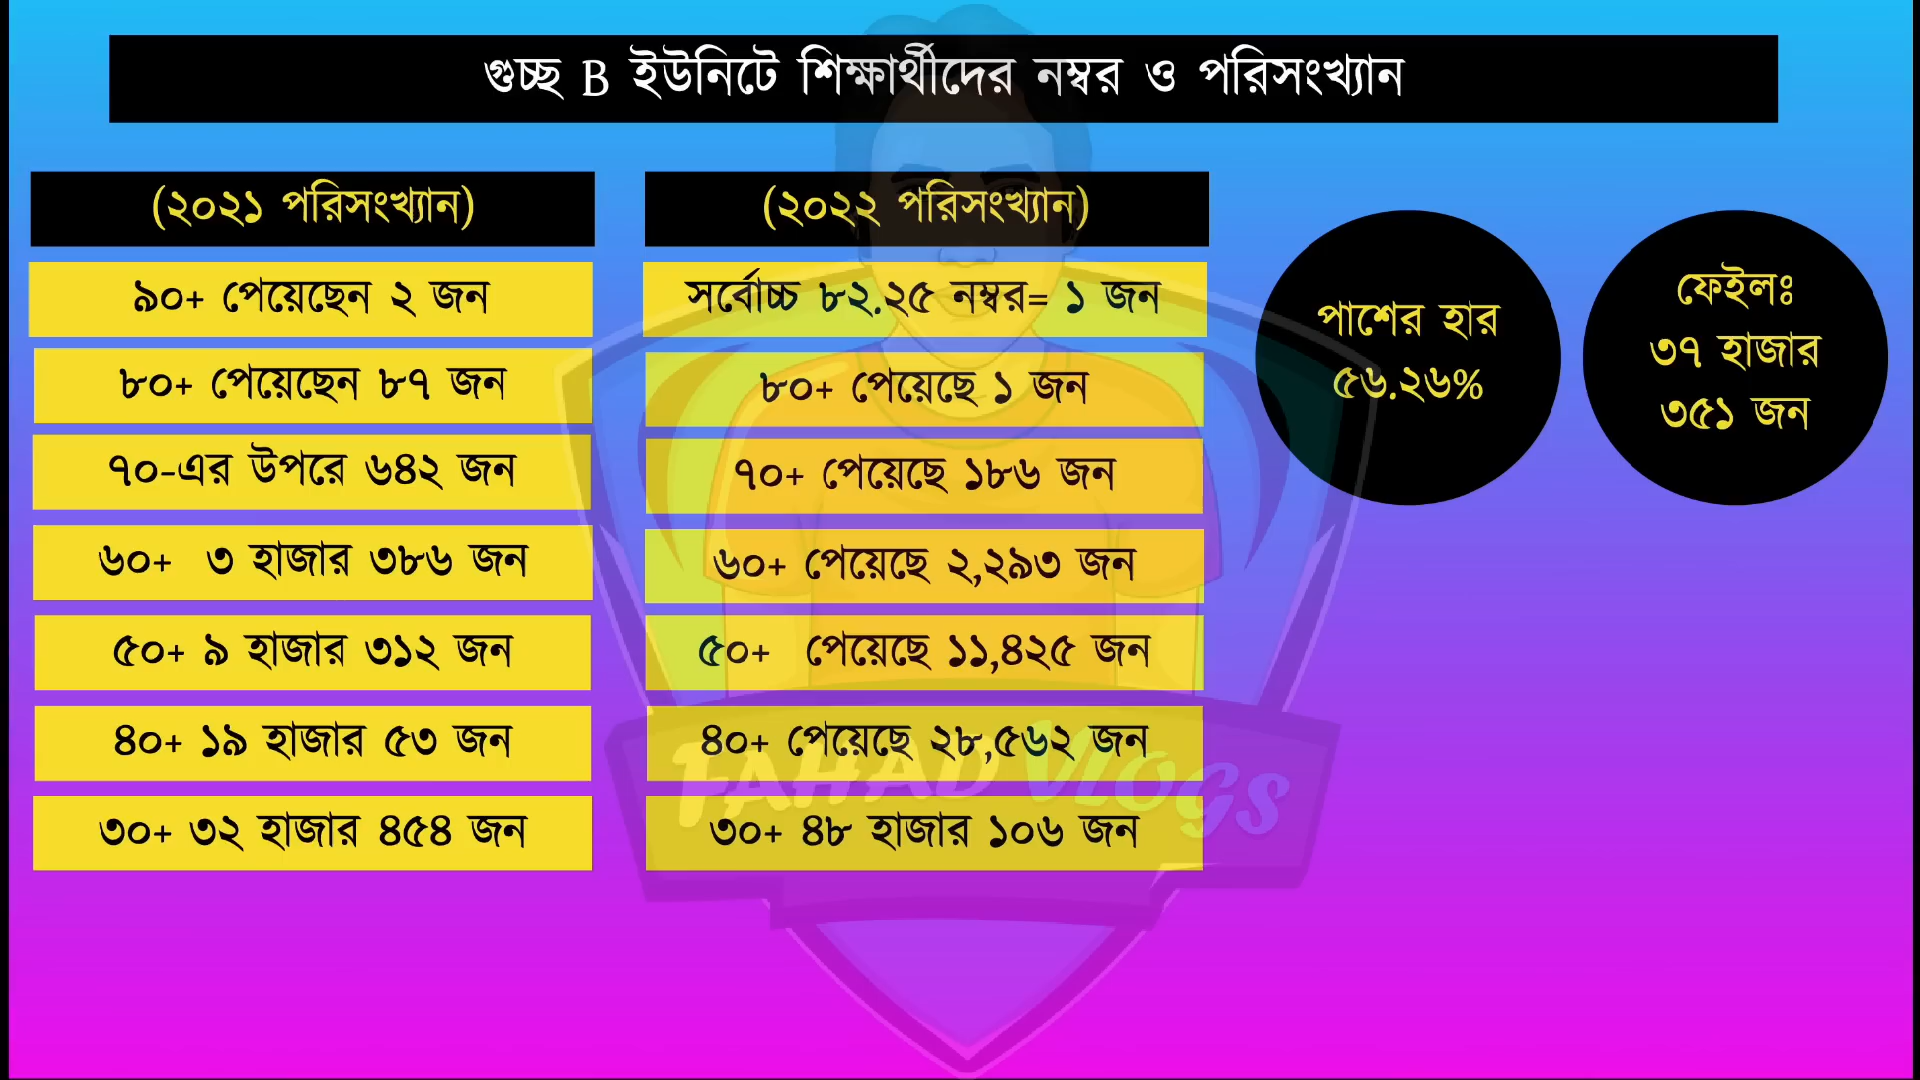 গুচ্ছ B ইউনিটে শিক্ষার্থীদের নম্বর ও পরিসংখ্যান
(২০২১ পরিসংখ্যান)
৯০+ পেয়েছেন ২ জন
৮০+ পেয়েছেন ৮৭ জন
৭০-এর উপরে ৬৪২ জন
৬০+ ৩ হাজার ৩৮৬ জন
৫০+ ৯ হাজার ৩১২ জন
৪০+ ১৯ হাজার ৫৩ জন
৩০+ ৩২ হাজার ৪৫৪ জন
(২০২২ পরিসংখ্যান)
সর্বোচ্চ ৮২.২৫ নম্বর= ১ জন
৮০+ পেয়েছে ১ জন
৭০+ পেয়েছে ১৮৬ জন
৬০+ পেয়েছে ২,২৯৩ জন
৫০+ পেয়েছে ১১,৪২৫ জন
৪০+ পেয়েছে ২৮,৫৬২ জন
৩০+ ৪৮ হাজার ১০৬ জন
পাশের হার
৫৬.২৬%
ফেইলঃ
৩৭ হাজার
৩৫১ জন
FAHAD VLOGS